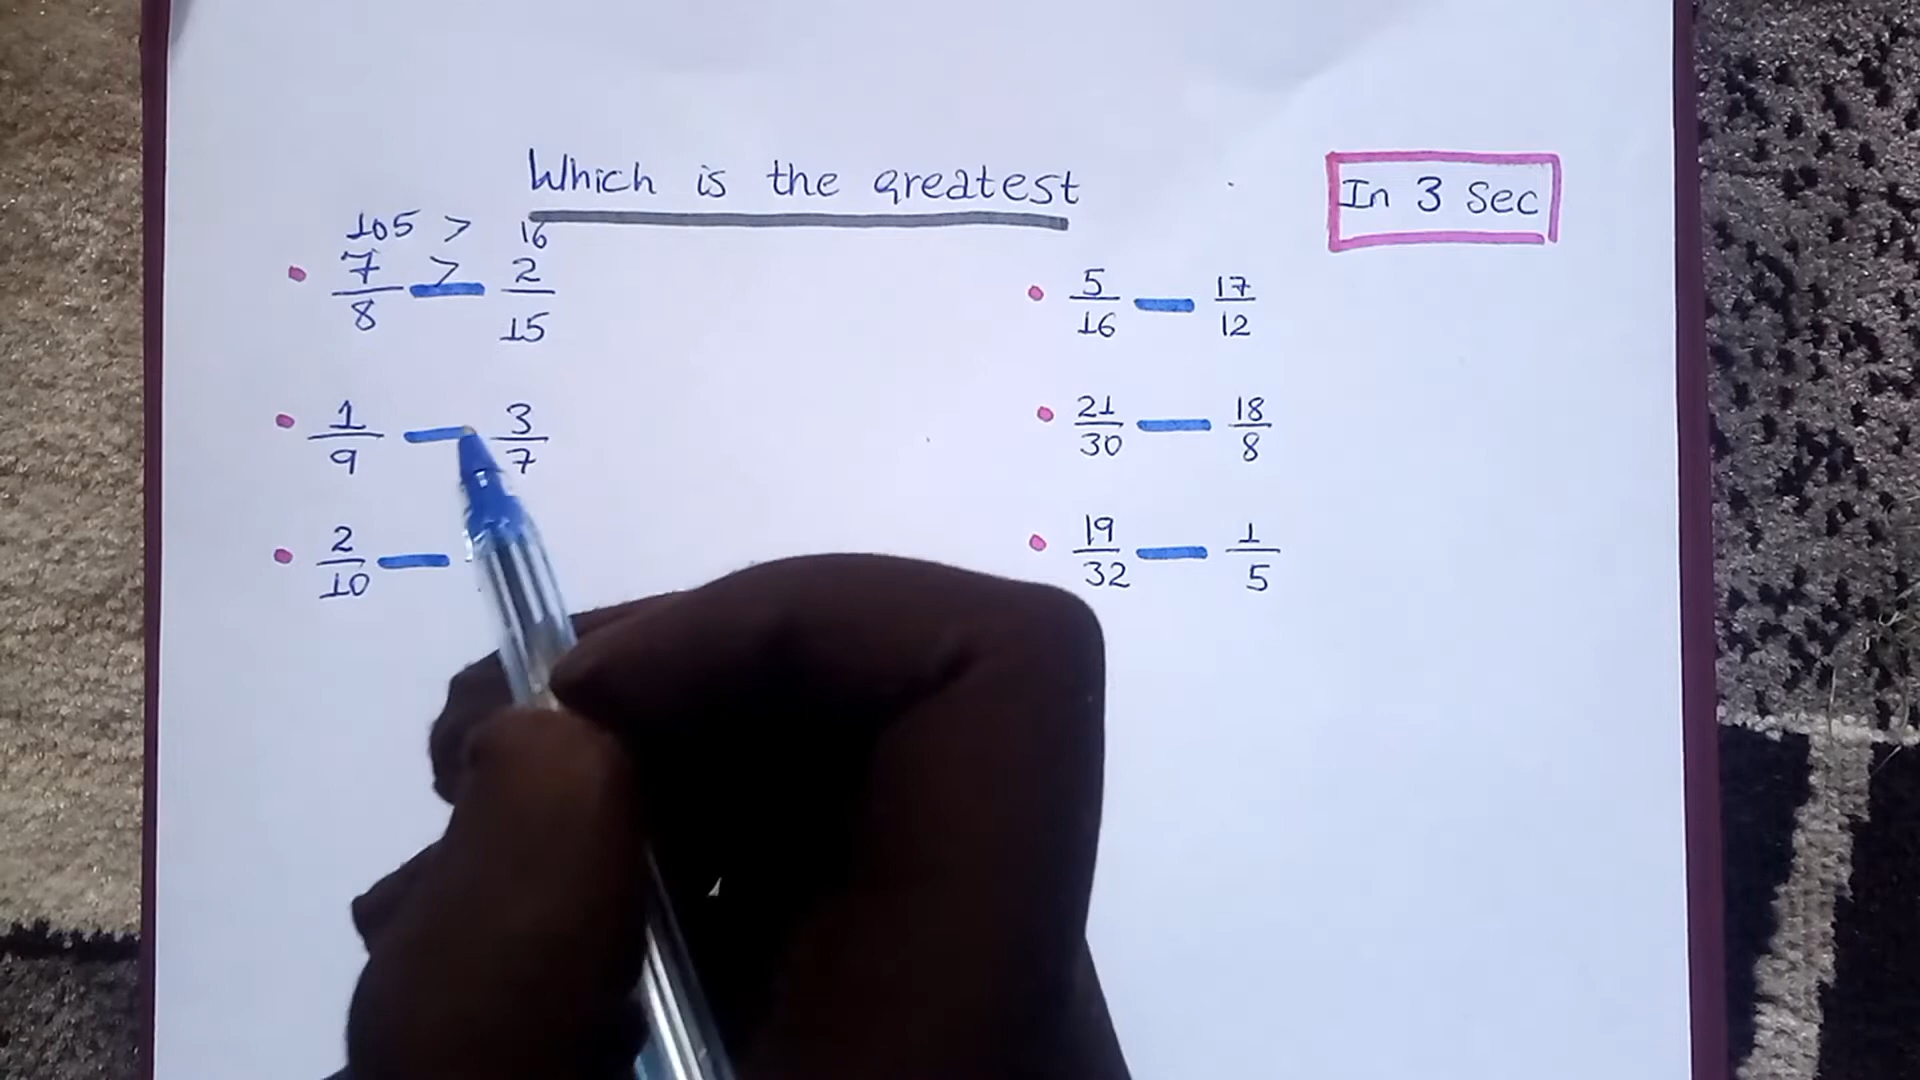 Which is the greatest
In 3 Sec
105 > 16
7/8 > 2/15
1/9 3/7
2/10
5/16 17/12
21/30 18/8
19/32 1/5